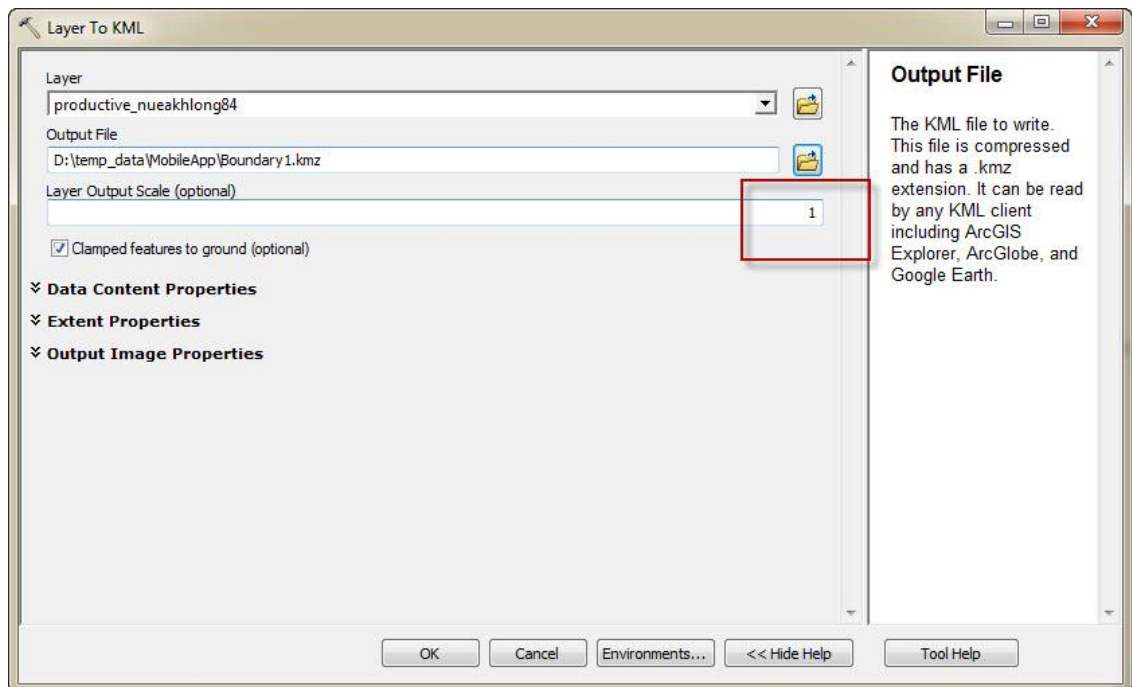 Layer To KML
Layer
productive_nueakhlong84
Output File
D:\temp_data\MobileApp\Boundary1.kmz
Layer Output Scale (optional)
1
Clamped features to ground (optional)
Data Content Properties
Extent Properties
Output Image Properties
Output File
The KML file to write.
This file is compressed
and has a .kmz
extension. It can be read
by any KML client
including ArcGIS
Explorer, ArcGlobe, and
Google Earth.
OK
Cancel
Environments...
<< Hide Help
Tool Help